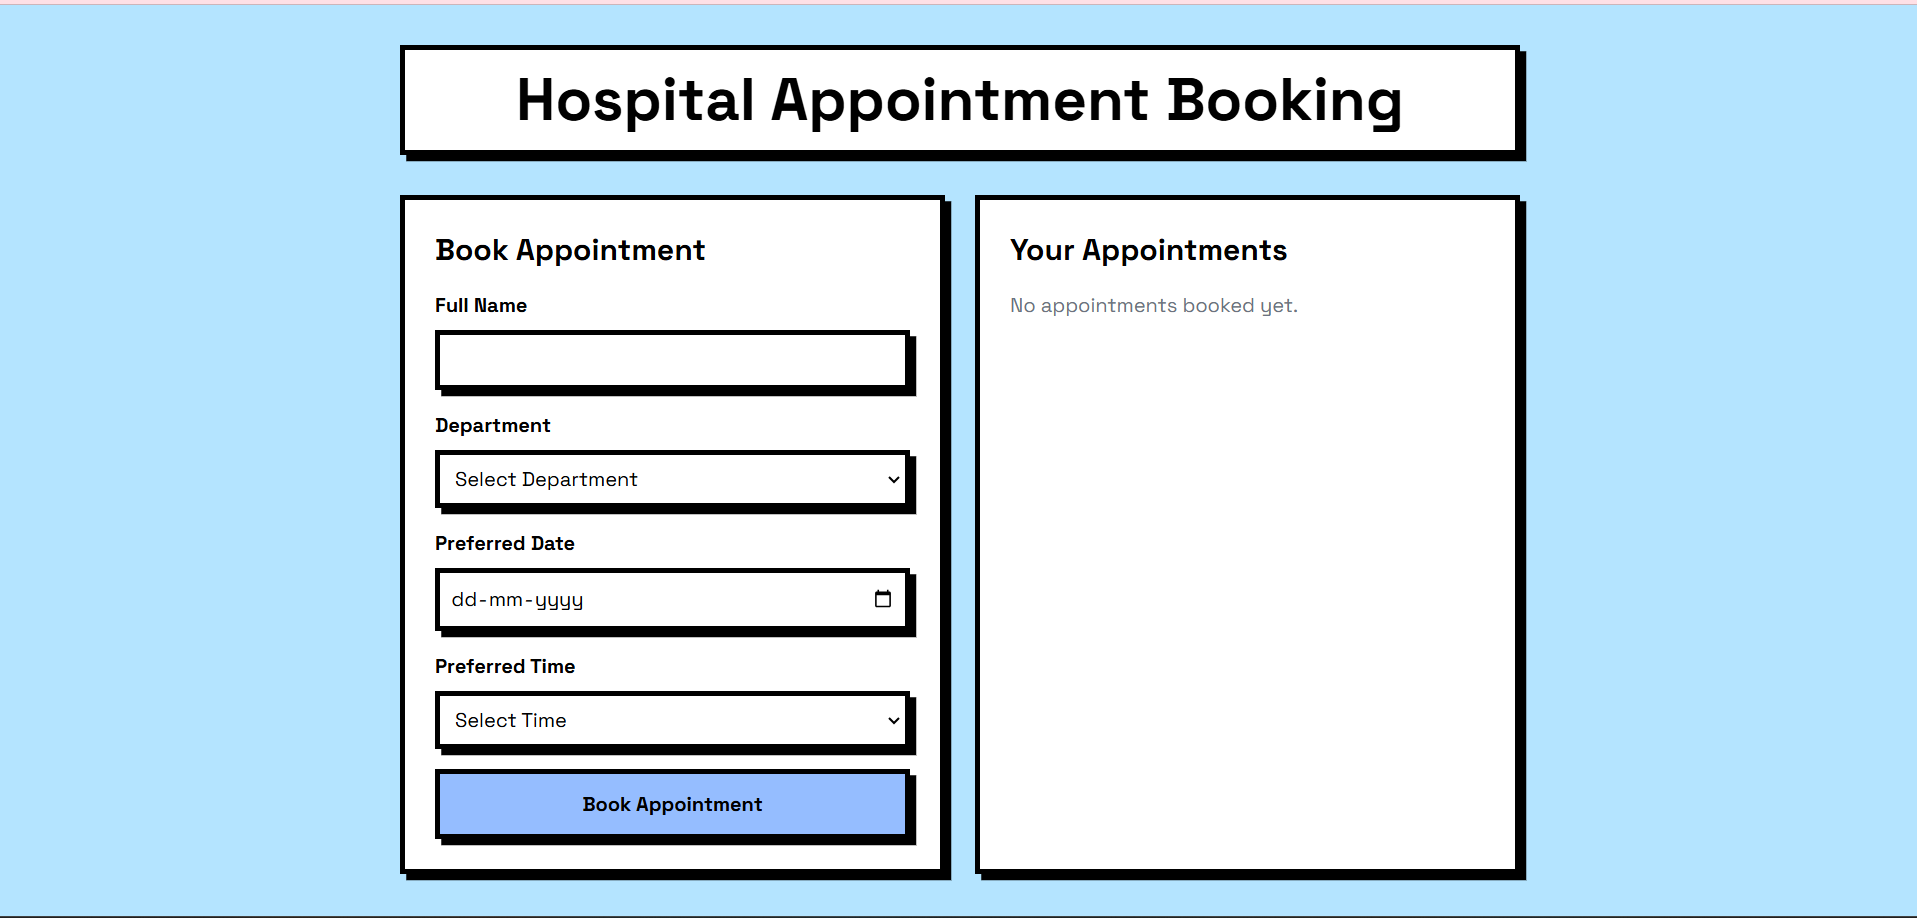 Hospital Appointment Booking
Book Appointment
Full Name
Department
Select Department
Preferred Date
dd-mm-yyyy
Preferred Time
Select Time
Book Appointment
Your Appointments
No appointments booked yet.